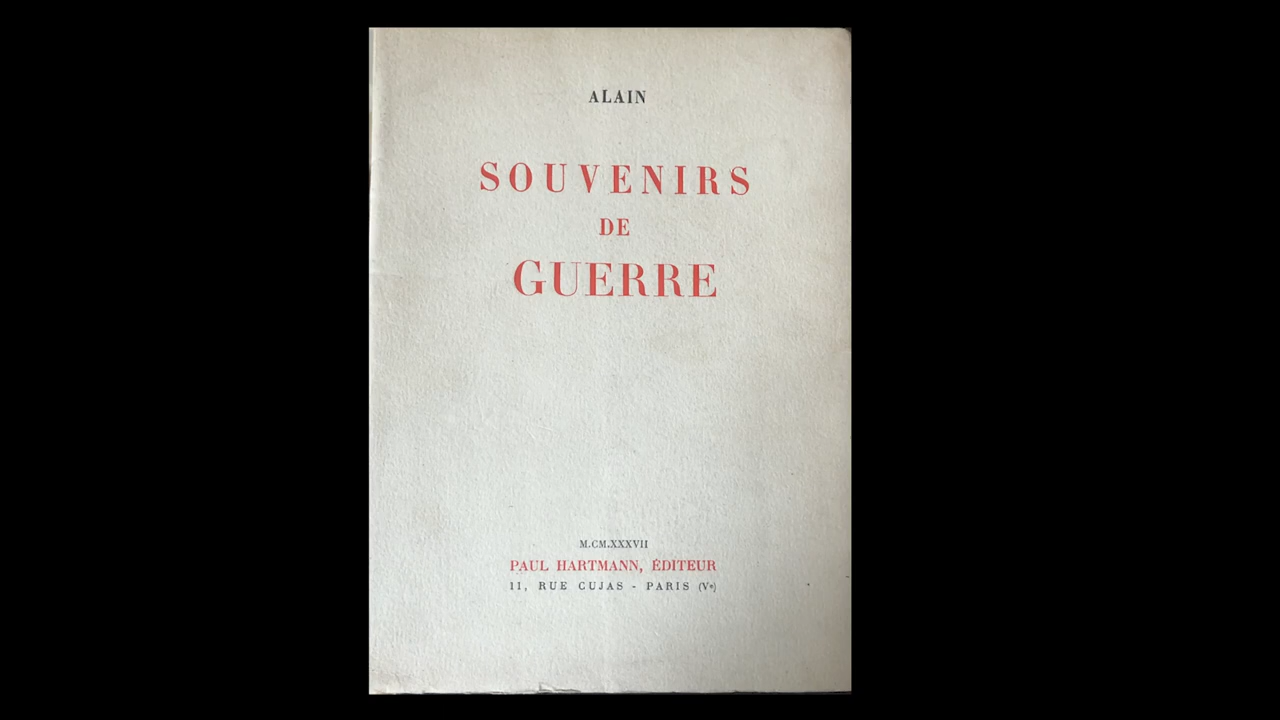 ALAIN
SOUVENIRS
DE
GUERRE
M.CM.XXXVII
PAUL HARTMANN, ÉDITEUR
11, RUE CUJAS - PARIS (Vᵉ)